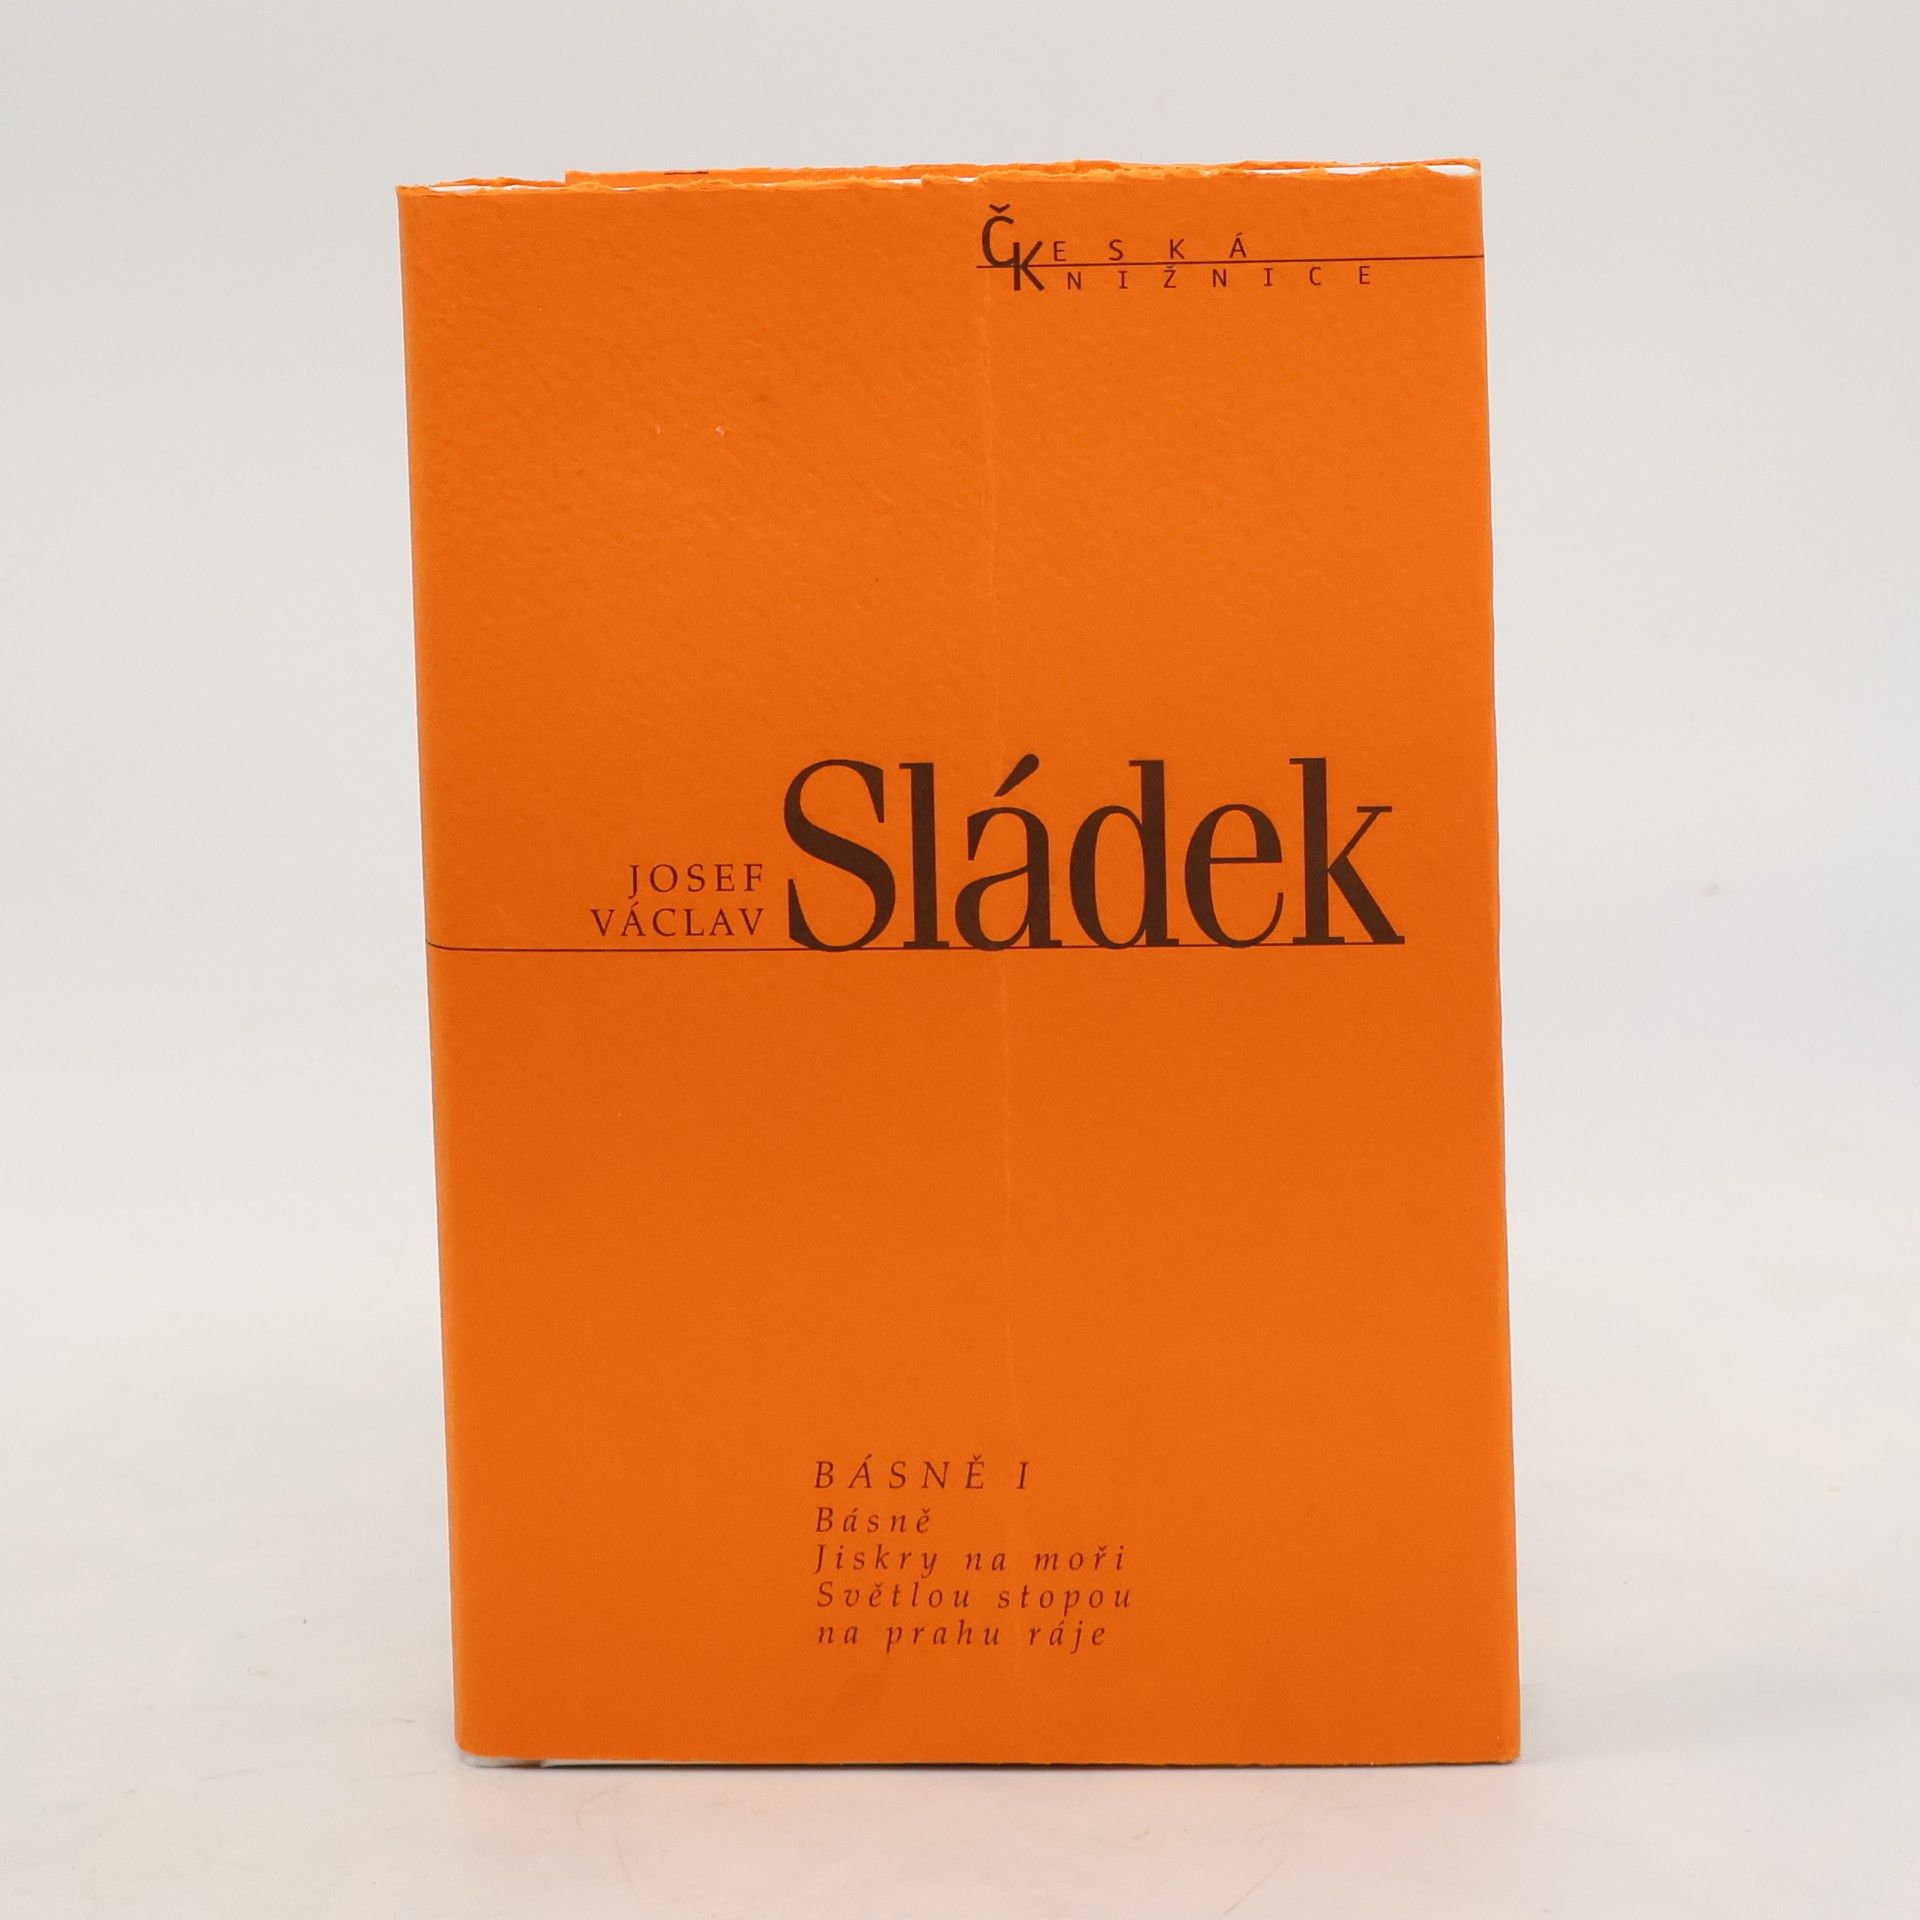 ČESKÁ
KNIŽNICE
JOSEF
VÁCLAV
Sládek
BÁSNĚ I
Básně
Jiskry na moři
Světlou stopou
na prahu ráje